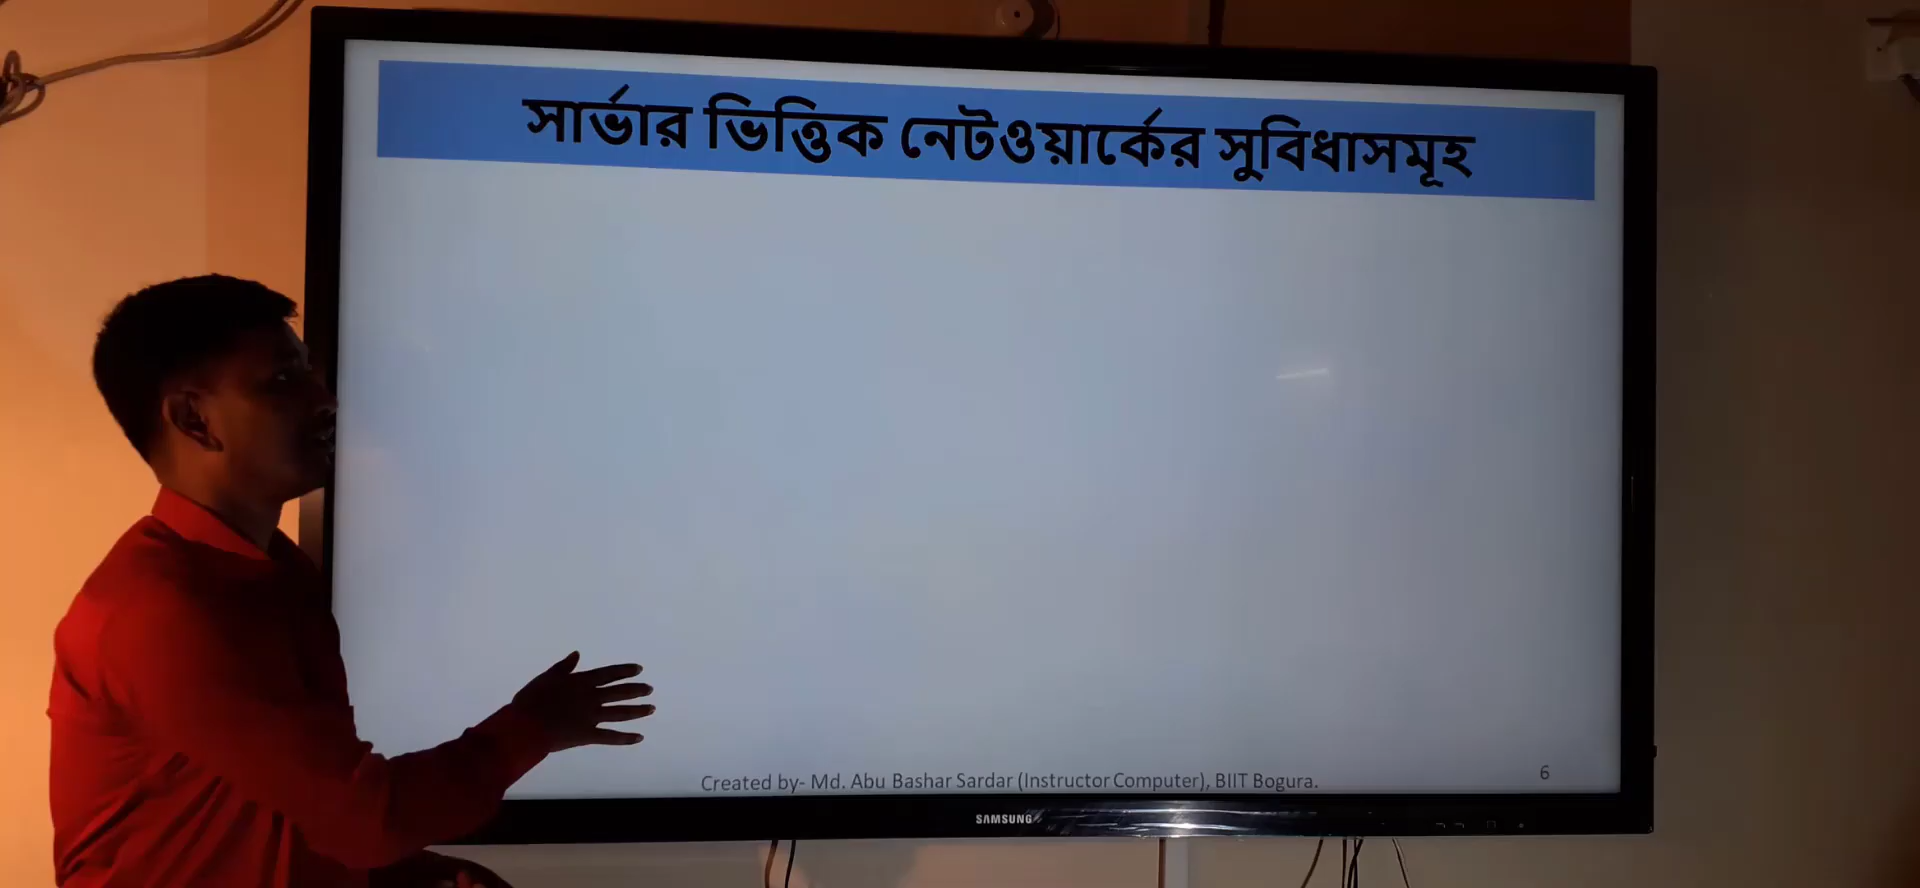 সার্ভার ভিত্তিক নেটওয়ার্কের সুবিধাসমূহ
Created by- Md. Abu Bashar Sardar (Instructor Computer), BIIT Bogura.
6
SAMSUNG